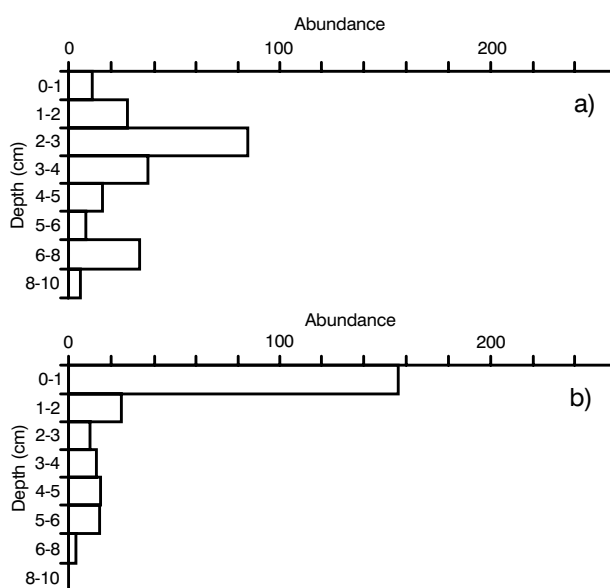 Abundance
0 100 200
0-1
1-2
2-3
3-4
4-5
5-6
6-8
8-10
Depth (cm)
a)
Abundance
0 100 200
0-1
1-2
2-3
3-4
4-5
5-6
6-8
8-10
Depth (cm)
b)